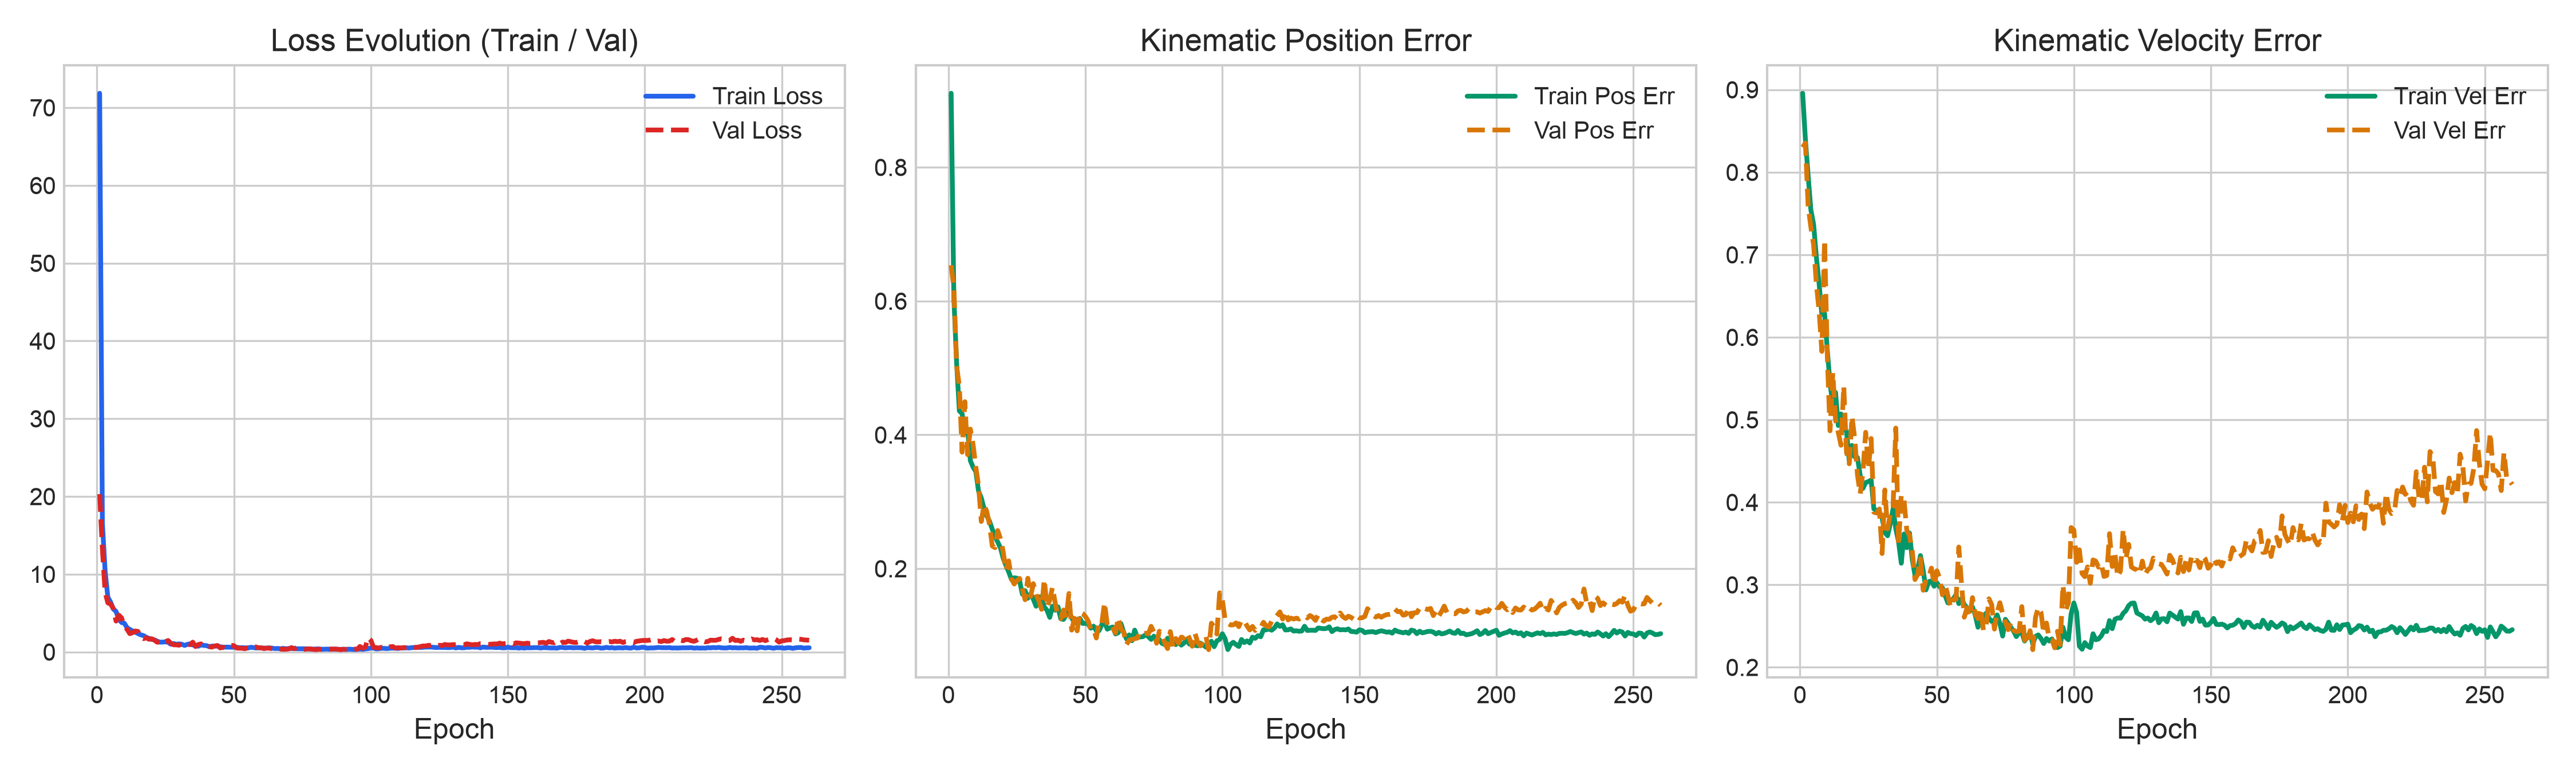 Loss Evolution (Train / Val)
70
60
50
40
30
20
10
0
0 50 100 150 200 250
Epoch
Train Loss
Val Loss
Kinematic Position Error
0.8
0.6
0.4
0.2
0 50 100 150 200 250
Epoch
Train Pos Err
Val Pos Err
Kinematic Velocity Error
0.9
0.8
0.7
0.6
0.5
0.4
0.3
0.2
0 50 100 150 200 250
Epoch
Train Vel Err
Val Vel Err